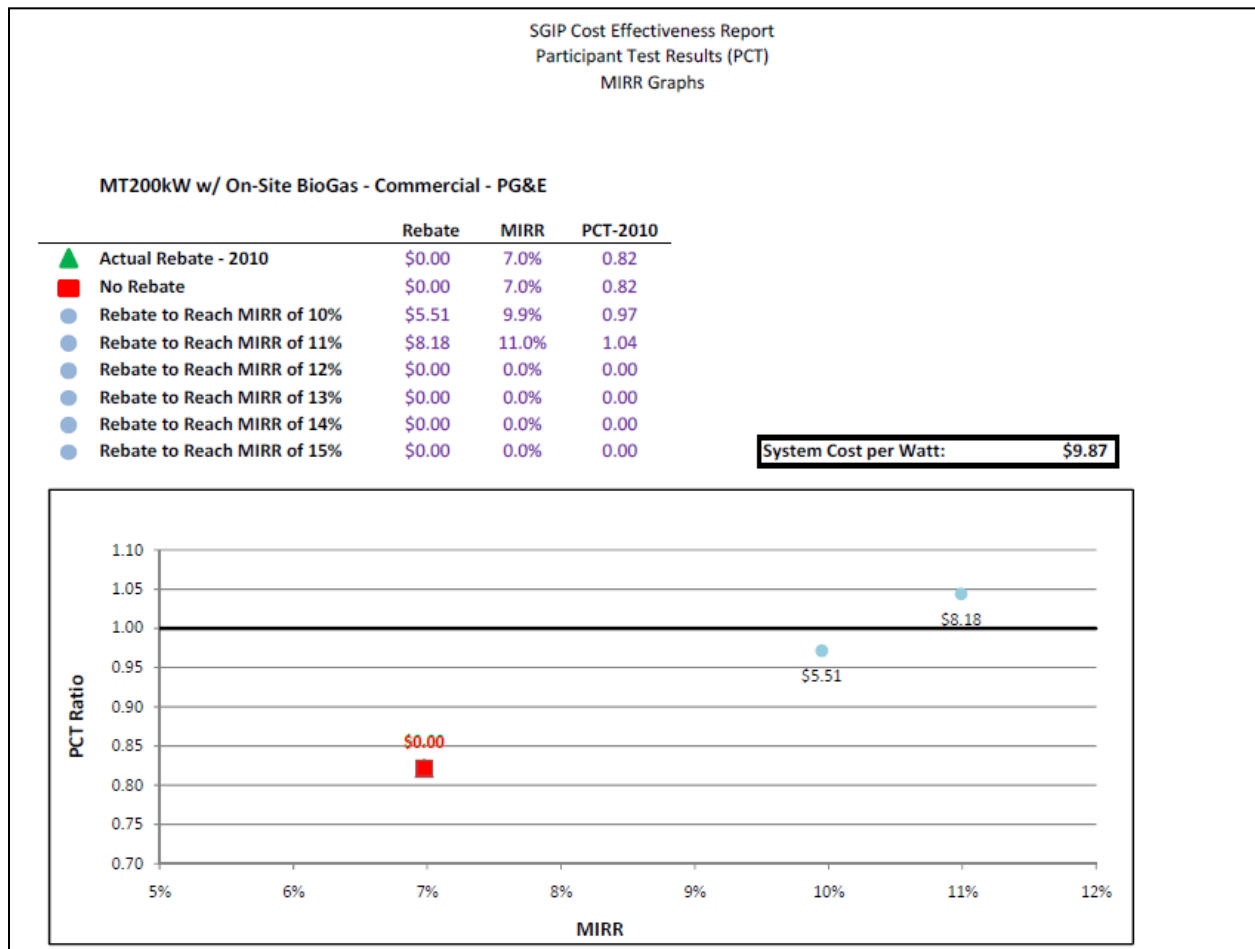 SGIP Cost Effectiveness Report
Participant Test Results (PCT)
MIRR Graphs
MT200kW w/ On-Site BioGas - Commercial - PG&E
Rebate MIRR PCT-2010
Actual Rebate - 2010 $0.00 7.0% 0.82
No Rebate $0.00 7.0% 0.82
Rebate to Reach MIRR of 10% $5.51 9.9% 0.97
Rebate to Reach MIRR of 11% $8.18 11.0% 1.04
Rebate to Reach MIRR of 12% $0.00 0.0% 0.00
Rebate to Reach MIRR of 13% $0.00 0.0% 0.00
Rebate to Reach MIRR of 14% $0.00 0.0% 0.00
Rebate to Reach MIRR of 15% $0.00 0.0% 0.00
System Cost per Watt: $9.87
PCT Ratio
1.10
1.05
1.00
0.95
0.90
0.85
0.80
0.75
0.70
$8.18
$5.51
$0.00
5% 6% 7% 8% 9% 10% 11% 12%
MIRR